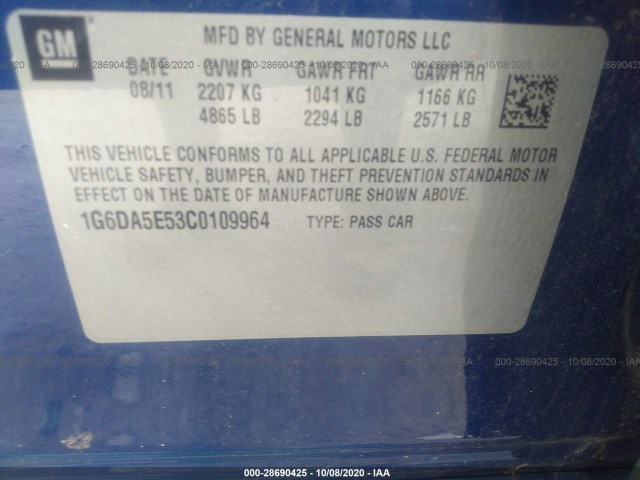 GM
MFD BY GENERAL MOTORS LLC
DATE GVWR GAWR FRT GAWR RR
08/11 2207 KG 1041 KG 1166 KG
4865 LB 2294 LB 2571 LB
THIS VEHICLE CONFORMS TO ALL APPLICABLE U.S. FEDERAL MOTOR
VEHICLE SAFETY, BUMPER, AND THEFT PREVENTION STANDARDS IN
EFFECT ON THE DATE OF MANUFACTURE SHOWN ABOVE.
1G6DA5E53C0109964 TYPE: PASS CAR
000-28690425 - 10/08/2020 - IAA